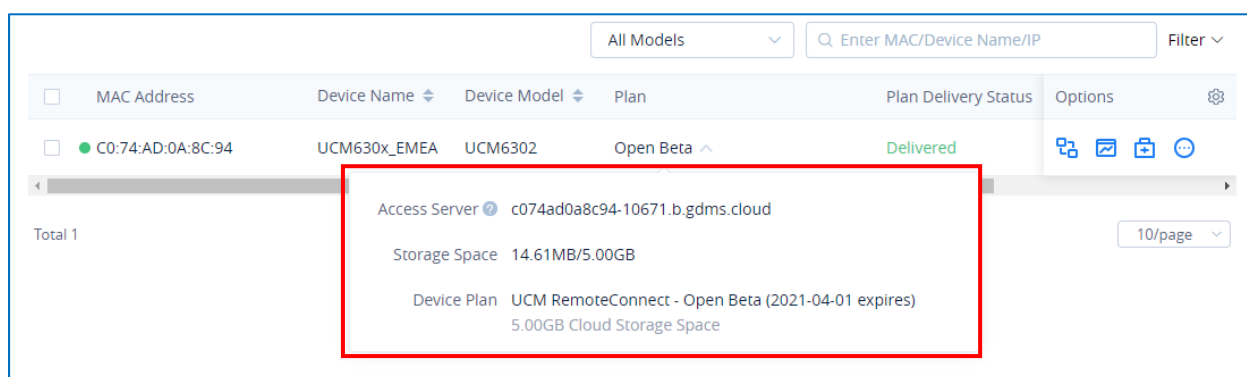 All Models Enter MAC/Device Name/IP Filter
MAC Address Device Name Device Model Plan Plan Delivery Status Options
C0:74:AD:0A:8C:94 UCM630x_EMEA UCM6302 Open Beta Delivered
Access Server ? c074ad0a8c94-10671.b.gdms.cloud
Storage Space 14.61MB/5.00GB
Device Plan UCM RemoteConnect - Open Beta (2021-04-01 expires)
5.00GB Cloud Storage Space
Total 1 10/page